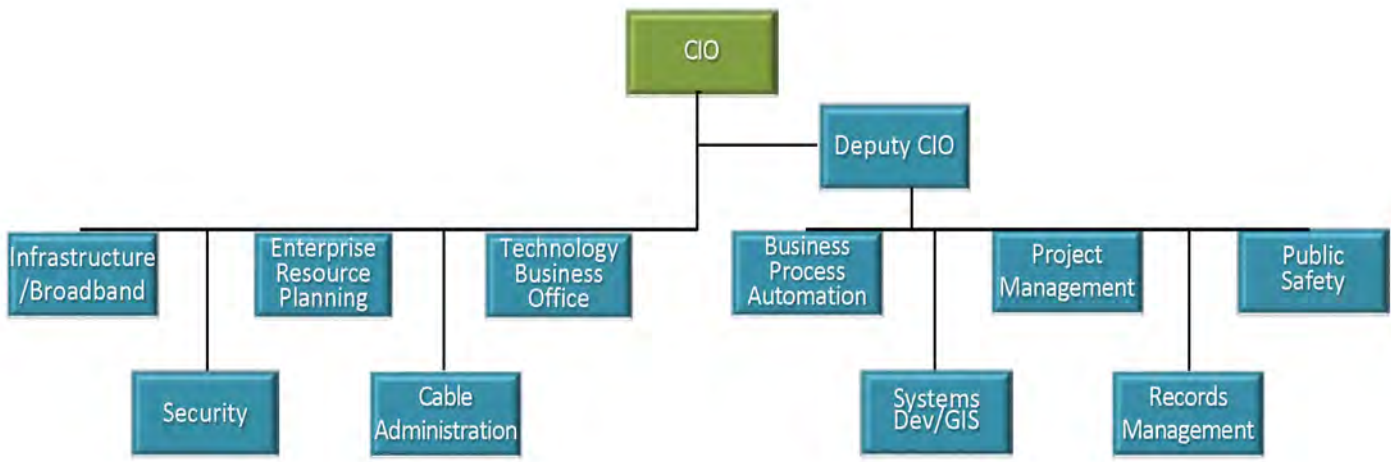 CIO
Deputy CIO
Infrastructure
/Broadband
Enterprise
Resource
Planning
Technology
Business
Office
Business
Process
Automation
Project
Management
Public
Safety
Security
Cable
Administration
Systems
Dev/GIS
Records
Management